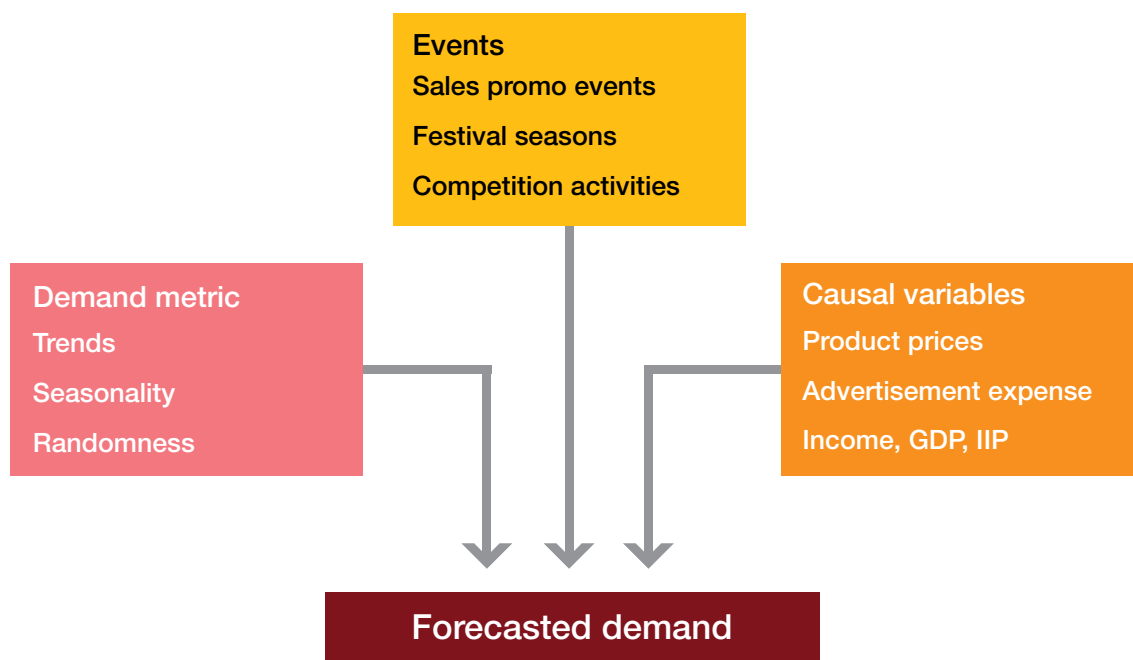 Events
Sales promo events
Festival seasons
Competition activities
Demand metric
Trends
Seasonality
Randomness
Causal variables
Product prices
Advertisement expense
Income, GDP, IIP
Forecasted demand